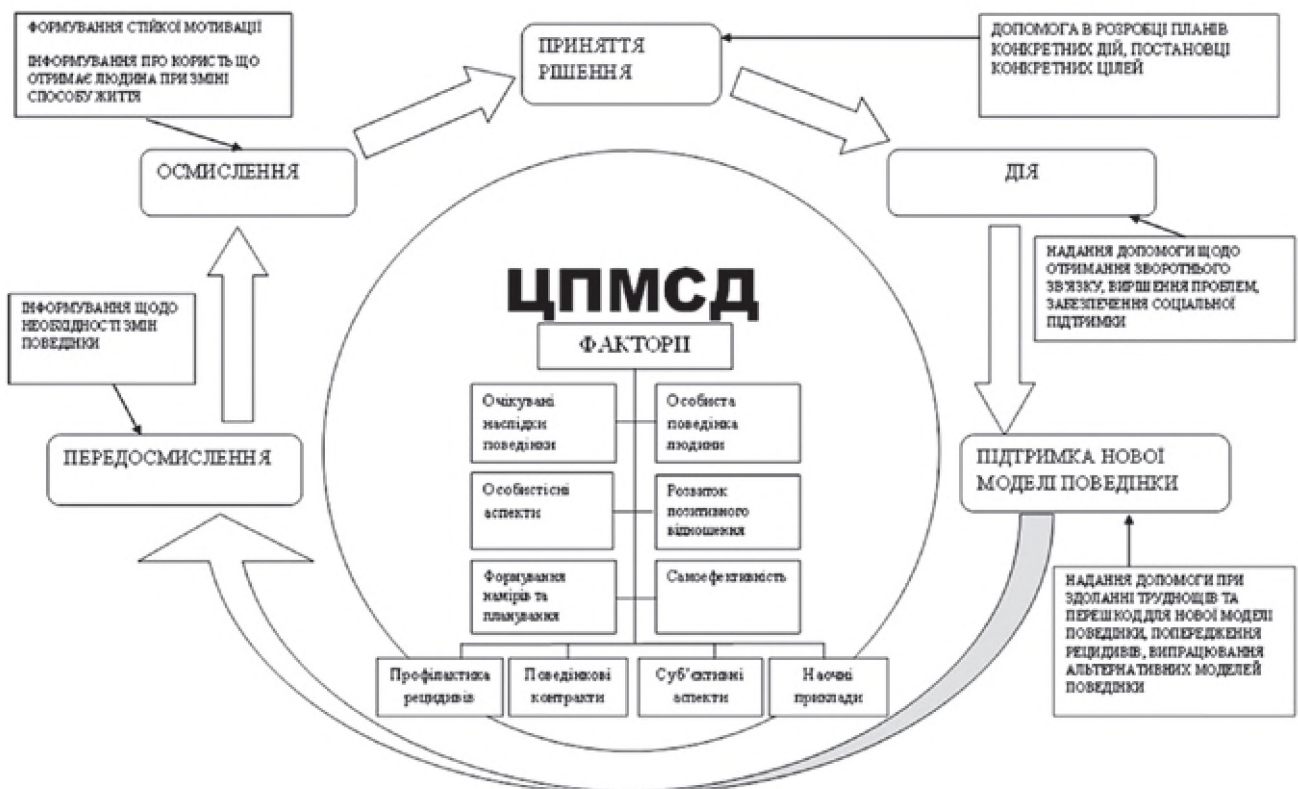 ФОРМУВАННЯ СТІЙКОЇ МОТИВАЦІЇ
ІНФОРМУВАННЯ ПРО КОРИСТЬ ЩО
ОТРИМАЄ ЛЮДИНА ПРИ ЗМІНІ
СПОСОБУ ЖИТТЯ
ПРИНЯТТЯ
РІШЕННЯ
ДОПОМОГА В РОЗРОБЦІ ПЛАНІВ
КОНКРЕТНИХ ДІЙ, ПОСТАНОВЦІ
КОНКРЕТНИХ ЦІЛЕЙ
ОСМИСЛЕННЯ
ДІЯ
НАДАННЯ ДОПОМОГИ ЩОДО
ОТРИМАННЯ ЗВОРОТНЬОГО
ЗВ'ЯЗКУ, ВИРІШЕННЯ ПРОБЛЕМ,
ЗАБЕЗПЕЧЕННЯ СОЦІАЛЬНОЇ
ПІДТРИМКИ
ІНФОРМУВАННЯ ЩОДО
НЕОБХІДНОСТІ ЗМІН
ПОВЕДІНКИ
ПЕРЕДОСМИСЛЕННЯ
ЦПМСД
ФАКТОРІІ
Очікувані
наслідки
поведінки
Особиста
поведінка
людини
Особистісні
аспекти
Розвиток
позитивного
відношення
Формування
намірів та
планування
Самоефективність
Профілактика
рецидивів
Поведінкові
контракти
Суб'єктивні
аспекти
Наочні
приклади
ПІДТРИМКА НОВОЇ
МОДЕЛІ ПОВЕДІНКИ
НАДАННЯ ДОПОМОГИ ПРИ
ЗДОЛАННІ ТРУДНОЩІВ ТА
ПЕРЕШКОД ДЛЯ НОВОЇ МОДЕЛІ
ПОВЕДІНКИ, ПОПЕРЕДЖЕННЯ
РЕЦИДИВІВ, ВИПРАЦЮВАННЯ
АЛЬТЕРНАТИВНИХ МОДЕЛЕЙ
ПОВЕДІНКИ